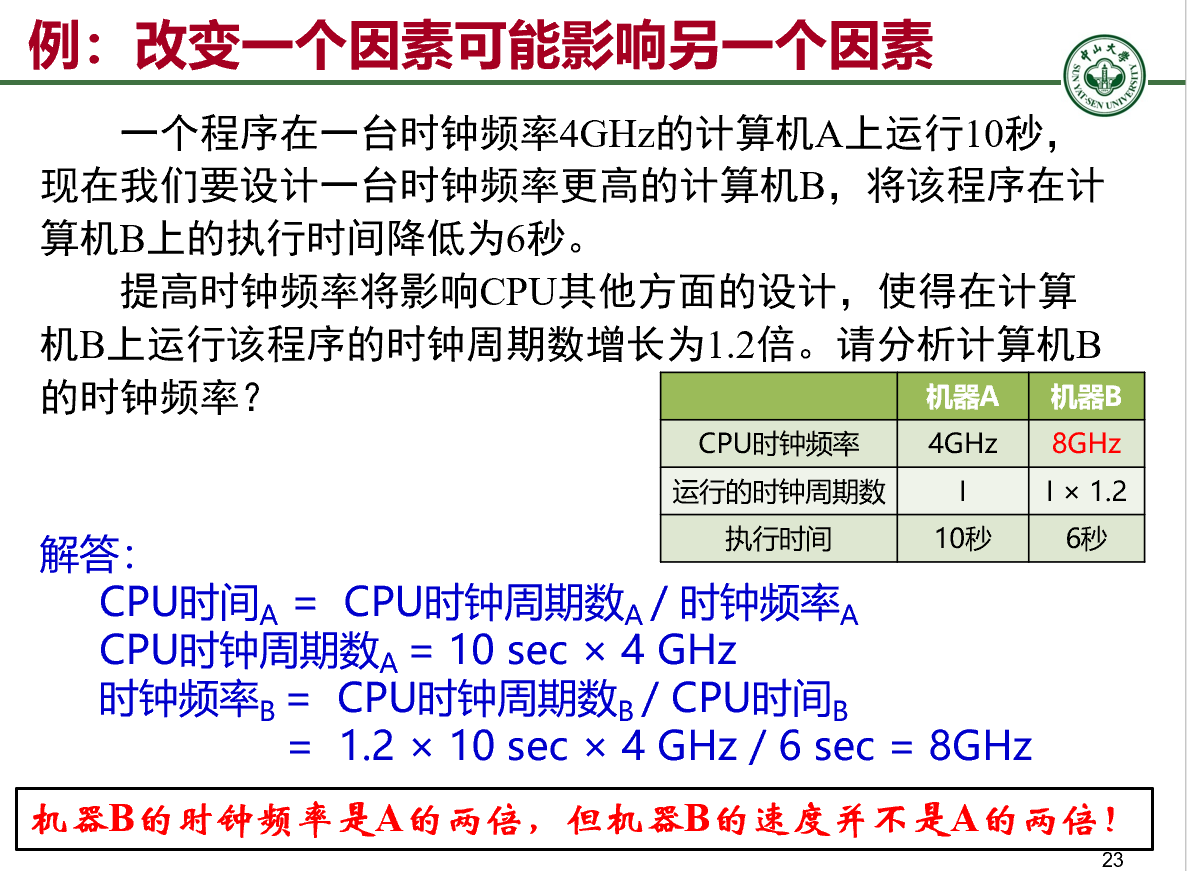 例：改变一个因素可能影响另一个因素
中山大学
SUN YAT-SEN UNIVERSITY
一个程序在一台时钟频率4GHz的计算机A上运行10秒，
现在我们要设计一台时钟频率更高的计算机B，将该程序在计
算机B上的执行时间降低为6秒。
提高时钟频率将影响CPU其他方面的设计，使得在计算
机B上运行该程序的时钟周期数增长为1.2倍。请分析计算机B
的时钟频率？
机器A 机器B
CPU时钟频率 4GHz 8GHz
运行的时钟周期数 I I × 1.2
执行时间 10秒 6秒
解答：
CPU时间A = CPU时钟周期数A / 时钟频率A
CPU时钟周期数A = 10 sec × 4 GHz
时钟频率B = CPU时钟周期数B / CPU时间B
= 1.2 × 10 sec × 4 GHz / 6 sec = 8GHz
机器B的时钟频率是A的两倍，但机器B的速度并不是A的两倍！
23